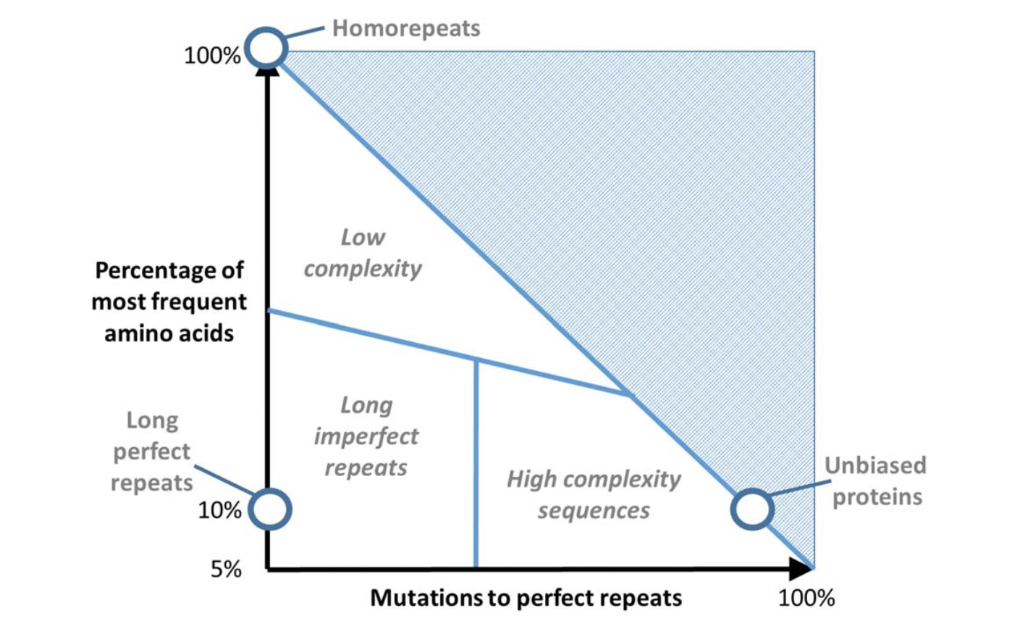 Homorepeats
100%
Low
complexity
Percentage of
most frequent
amino acids
Long
perfect
repeats
Long
imperfect
repeats
High complexity
sequences
Unbiased
proteins
10%
5%
Mutations to perfect repeats
100%